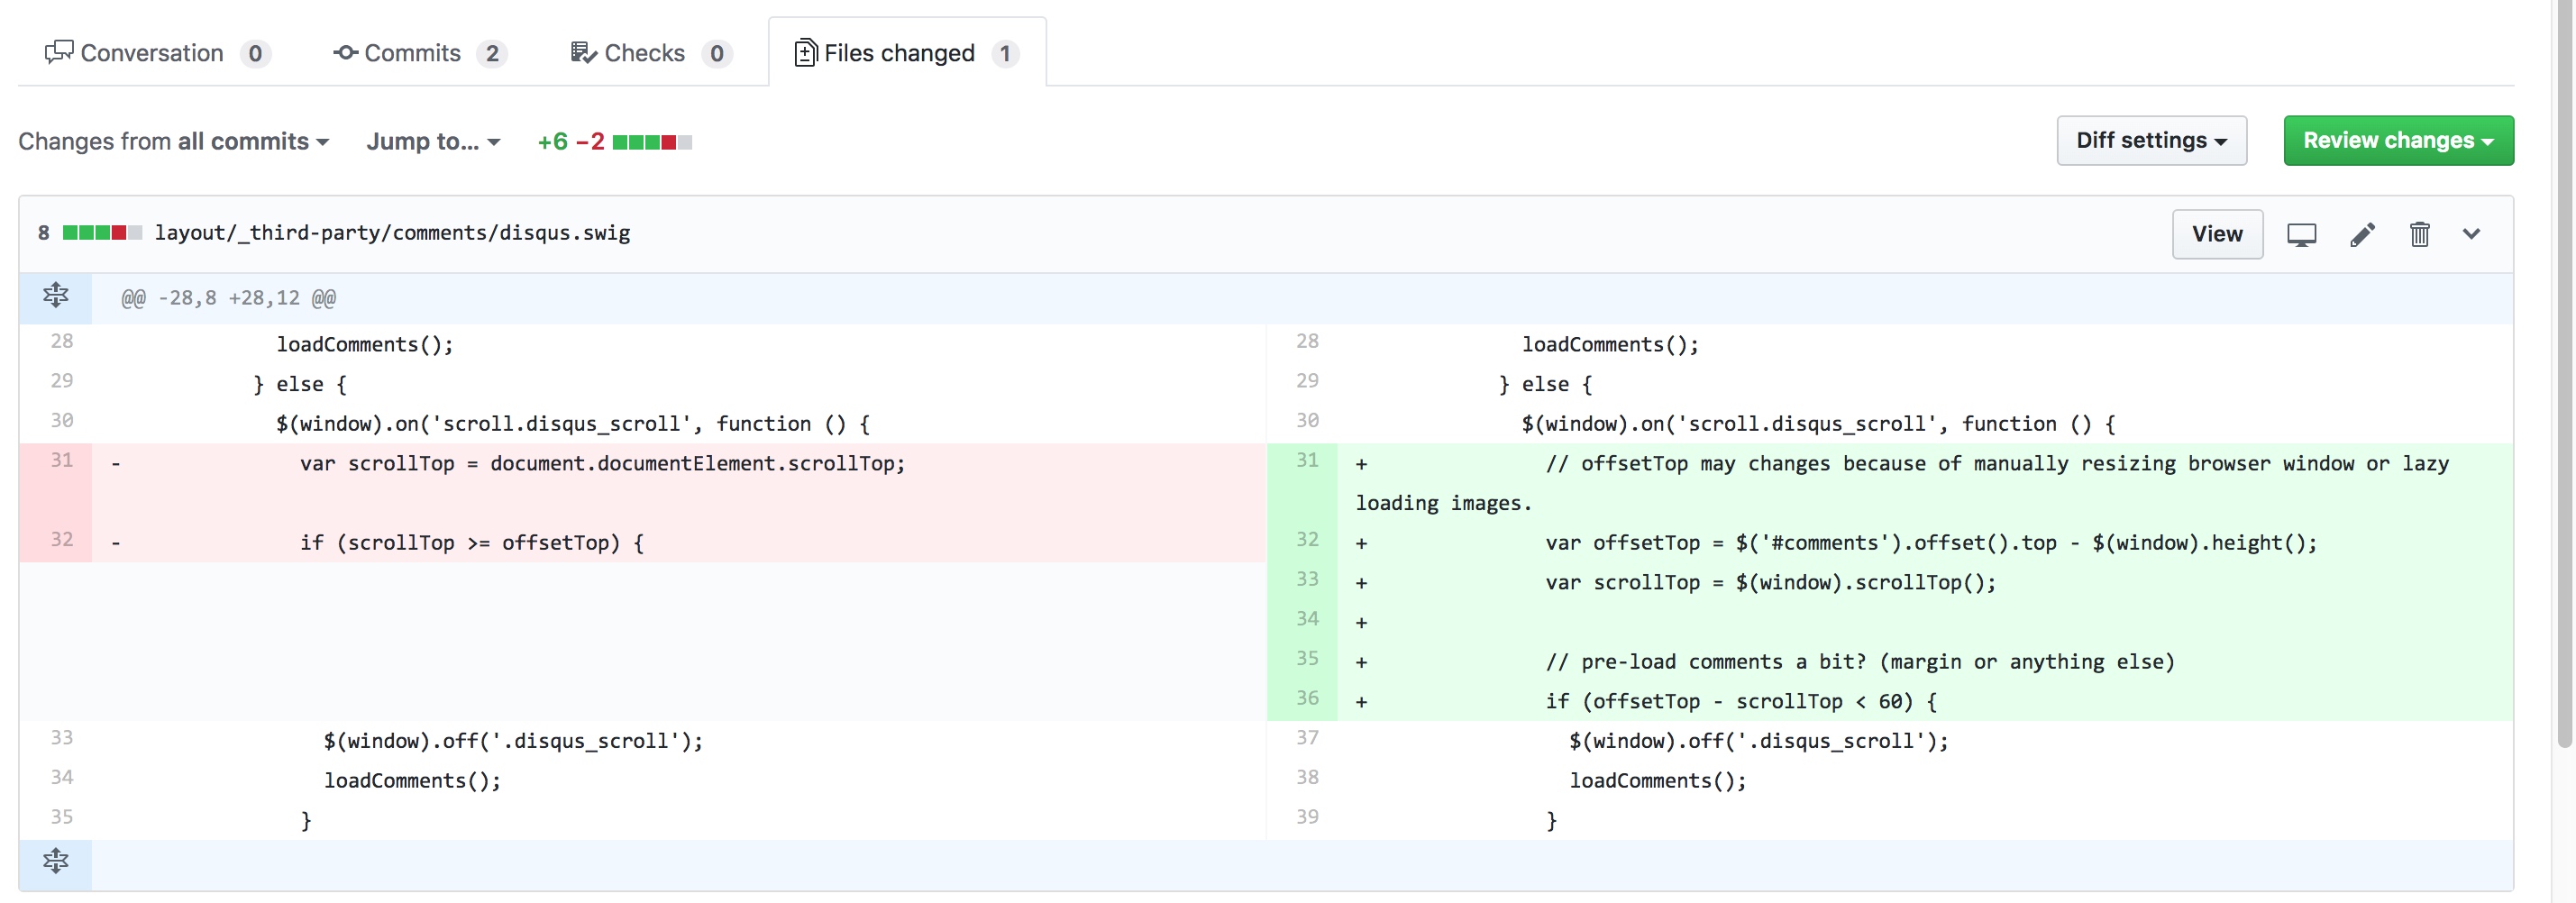 Conversation 0 Commits 2 Checks 0 Files changed 1
Changes from all commits Jump to... +6 −2 Diff settings Review changes
8 layout/_third-party/comments/disqus.swig View
@@ -28,8 +28,12 @@
28 loadComments(); 28 loadComments();
29 } else { 29 } else {
30 $(window).on('scroll.disqus_scroll', function () { 30 $(window).on('scroll.disqus_scroll', function () {
31 - var scrollTop = document.documentElement.scrollTop; 31 + // offsetTop may changes because of manually resizing browser window or lazy
loading images.
32 - if (scrollTop >= offsetTop) { 32 + var offsetTop = $('#comments').offset().top - $(window).height();
33 + var scrollTop = $(window).scrollTop();
34 +
35 + // pre-load comments a bit? (margin or anything else)
36 + if (offsetTop - scrollTop < 60) {
33 $(window).off('.disqus_scroll'); 37 $(window).off('.disqus_scroll');
34 loadComments(); 38 loadComments();
35 } 39 }